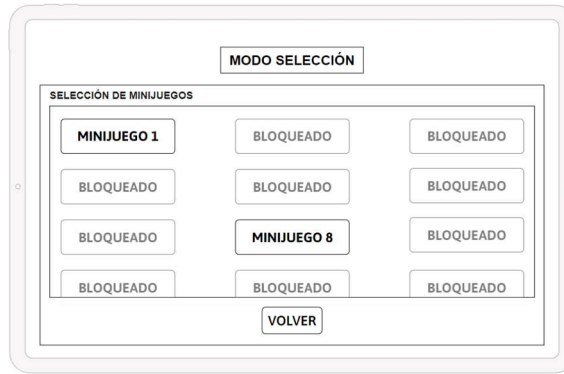 MODO SELECCIÓN
SELECCIÓN DE MINIJUEGOS
MINIJUEGO 1 BLOQUEADO BLOQUEADO
BLOQUEADO BLOQUEADO BLOQUEADO
BLOQUEADO MINIJUEGO 8 BLOQUEADO
BLOQUEADO BLOQUEADO BLOQUEADO
VOLVER